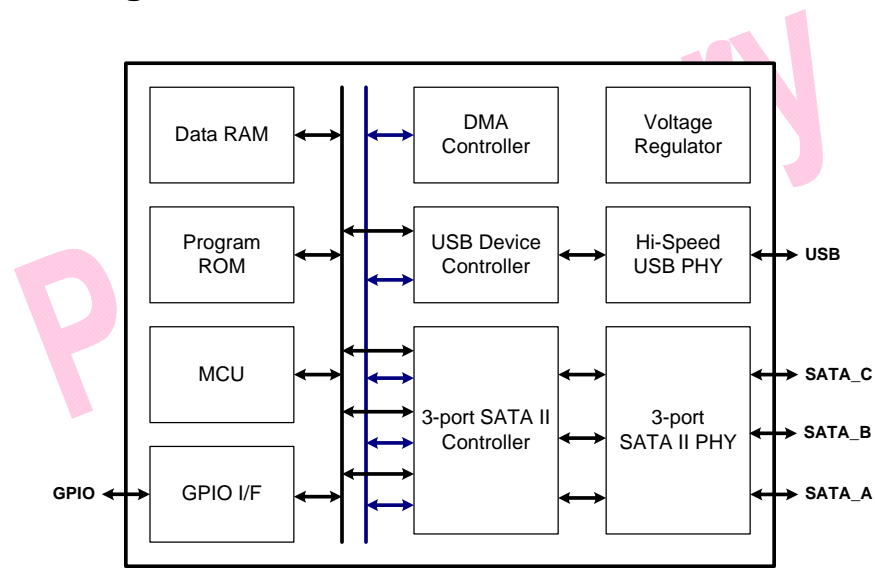 Data RAM
DMA
Controller
Voltage
Regulator
Program
ROM
USB Device
Controller
Hi-Speed
USB PHY
USB
MCU
3-port SATA II
Controller
3-port
SATA II PHY
SATA_C
SATA_B
SATA_A
GPIO
GPIO I/F